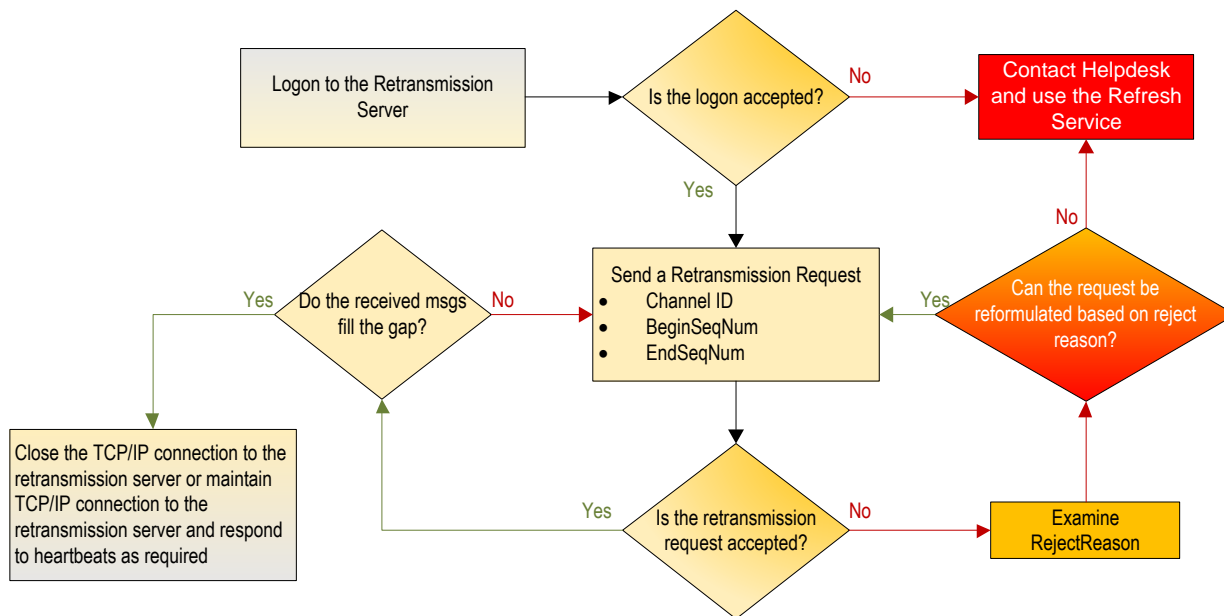 Logon to the Retransmission
Server
Is the logon accepted?
No
Contact Helpdesk
and use the Refresh
Service
Yes
No
Send a Retransmission Request
• Channel ID
• BeginSeqNum
• EndSeqNum
Do the received msgs
fill the gap?
Yes
No
Yes
Can the request be
reformulated based on reject
reason?
Close the TCP/IP connection to the
retransmission server or maintain
TCP/IP connection to the
retransmission server and respond
to heartbeats as required
Yes
Is the retransmission
request accepted?
No
Examine
RejectReason